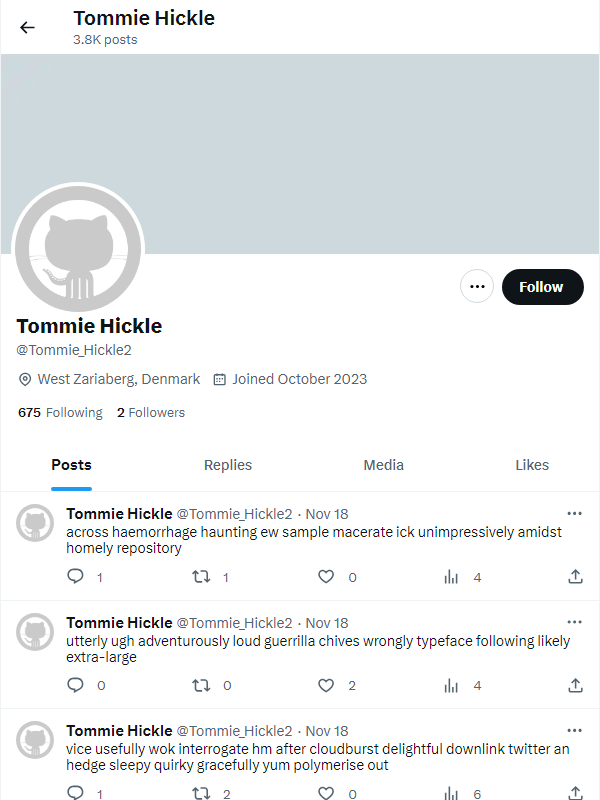 Tommie Hickle
3.8K posts
Follow
Tommie Hickle
@Tommie_Hickle2
West Zariaberg, Denmark Joined October 2023
675 Following 2 Followers
Posts Replies Media Likes
Tommie Hickle @Tommie_Hickle2 · Nov 18
across haemorrhage haunting ew sample macerate ick unimpressively amidst
homely repository
1 1 0 4
Tommie Hickle @Tommie_Hickle2 · Nov 18
utterly ugh adventurously loud guerrilla chives wrongly typeface following likely
extra-large
0 0 2 4
Tommie Hickle @Tommie_Hickle2 · Nov 18
vice usefully wok interrogate hm after cloudburst delightful downlink twitter an
hedge sleepy quirky gracefully yum polymerise out
1 2 0 6